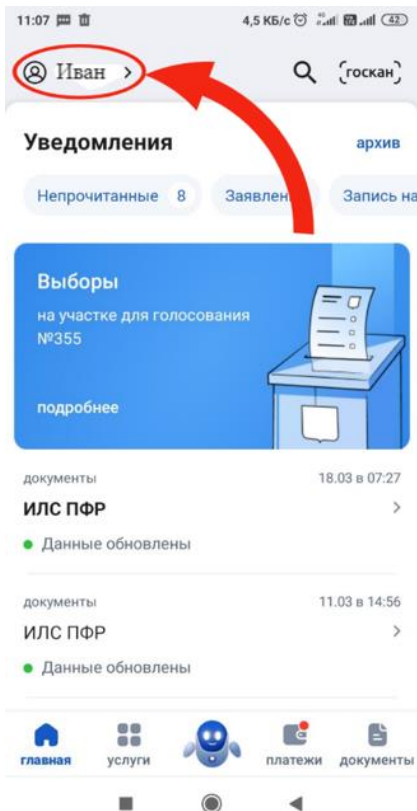 11:07 4,5 КБ/с 42
Иван > госкан
Уведомления архив
Непрочитанные 8 Заявлен Запись на
Выборы
на участке для голосования
№355
подробнее
документы 18.03 в 07:27
ИЛС ПФР >
Данные обновлены
документы 11.03 в 14:56
ИЛС ПФР >
Данные обновлены
главная услуги платежи документы